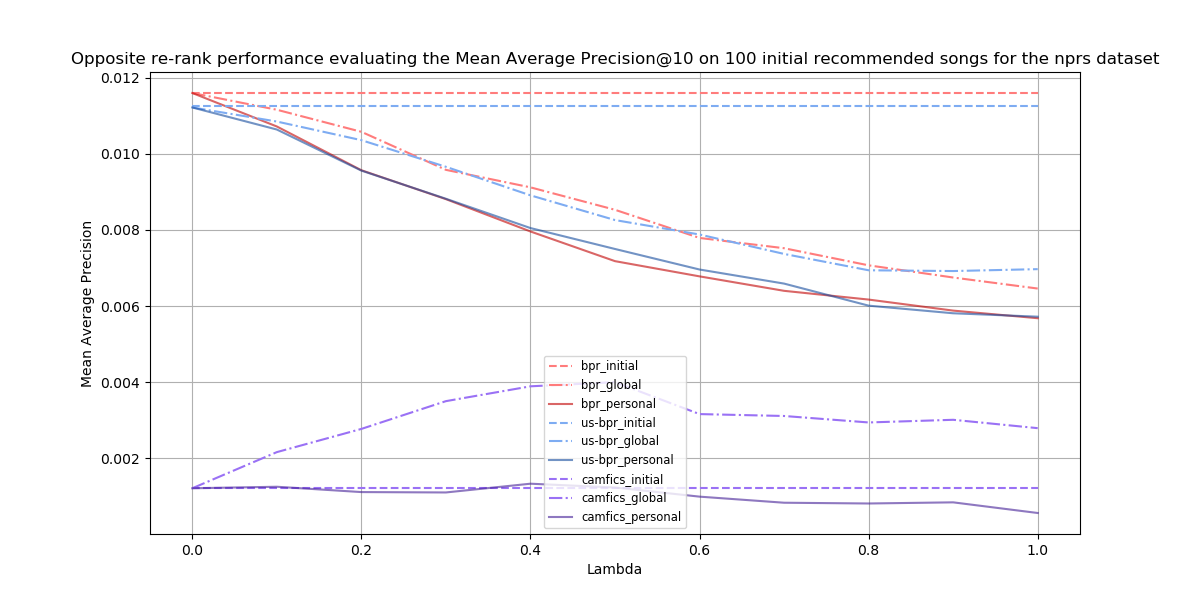 Opposite re-rank performance evaluating the Mean Average Precision@10 on 100 initial recommended songs for the nprs dataset
0.012
0.010
0.008
0.006
0.004
0.002
Mean Average Precision
bpr_initial
bpr_global
bpr_personal
us-bpr_initial
us-bpr_global
us-bpr_personal
camfics_initial
camfics_global
camfics_personal
0.0 0.2 0.4 0.6 0.8 1.0
Lambda